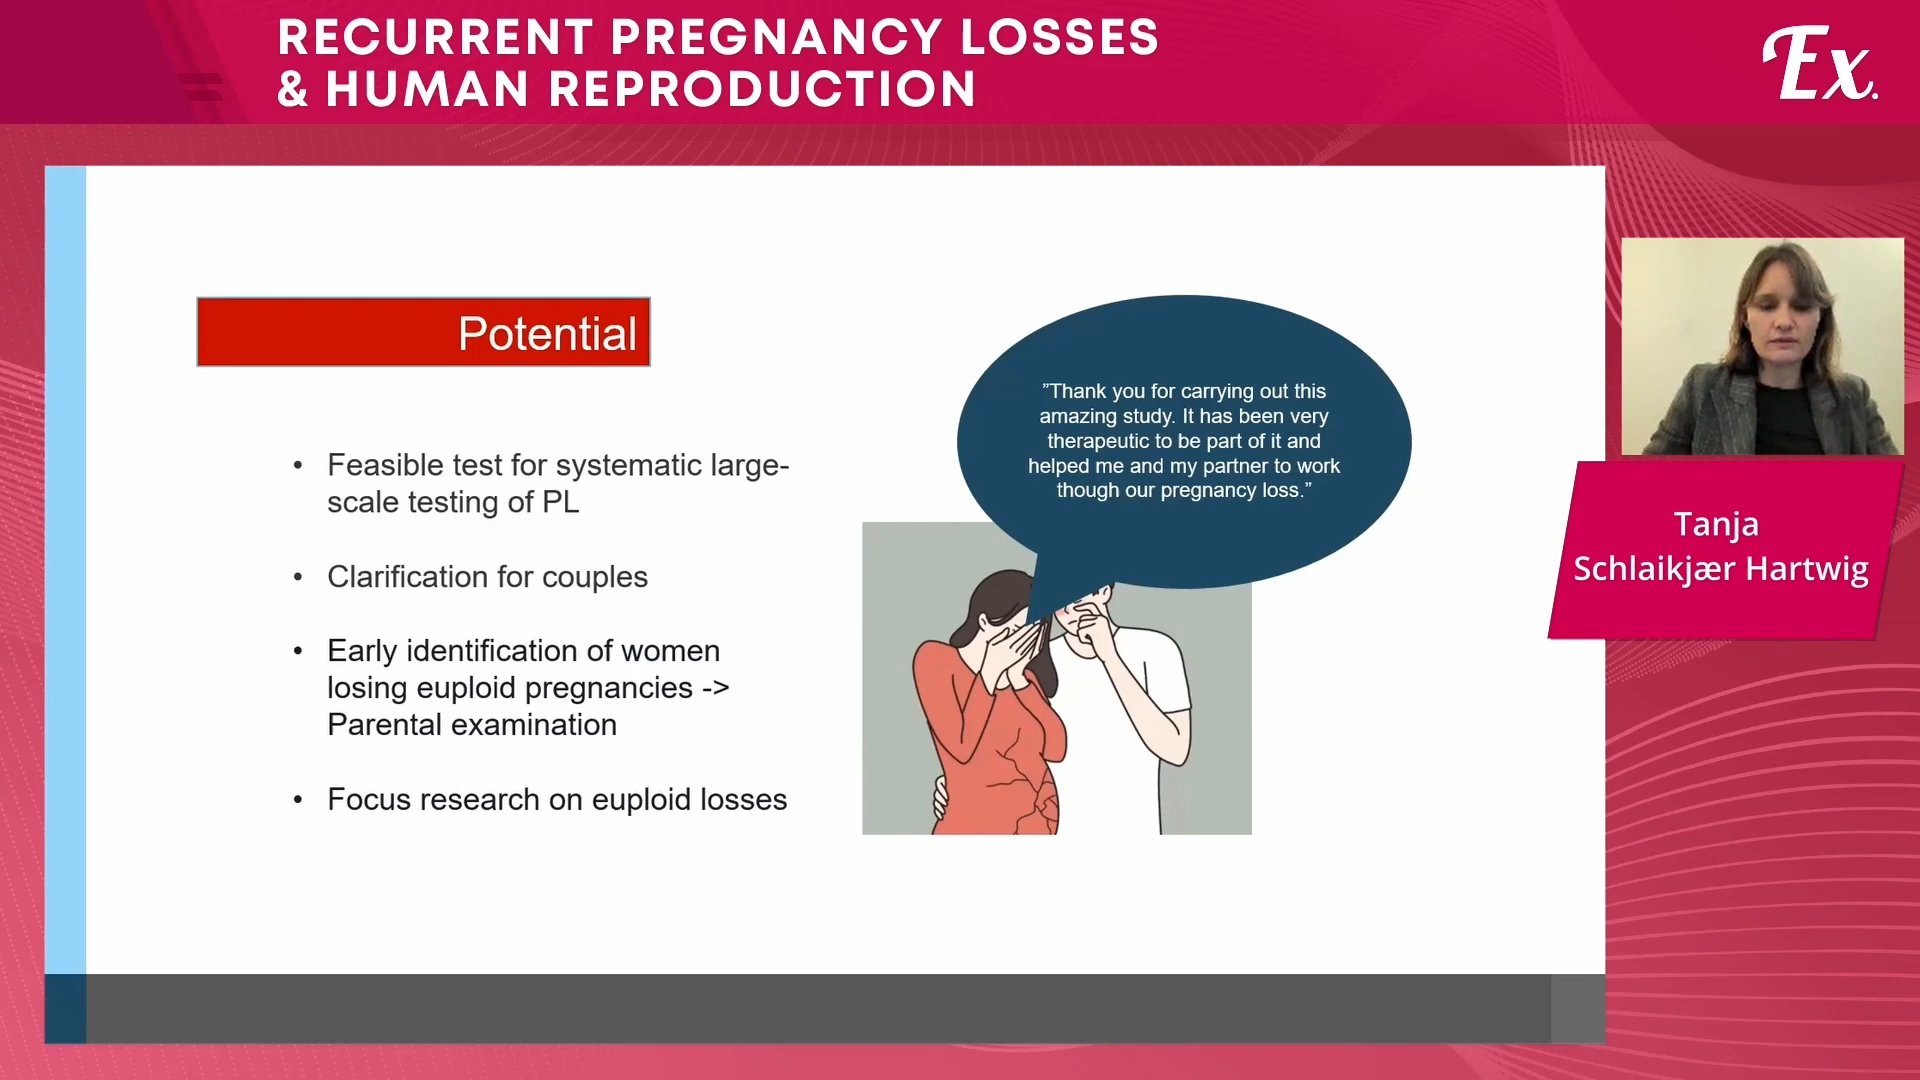 RECURRENT PREGNANCY LOSSES
& HUMAN REPRODUCTION
Ex.
Potential
• Feasible test for systematic large-
scale testing of PL
• Clarification for couples
• Early identification of women
losing euploid pregnancies ->
Parental examination
• Focus research on euploid losses
”Thank you for carrying out this
amazing study. It has been very
therapeutic to be part of it and
helped me and my partner to work
though our pregnancy loss.”
Tanja
Schlaikjær Hartwig